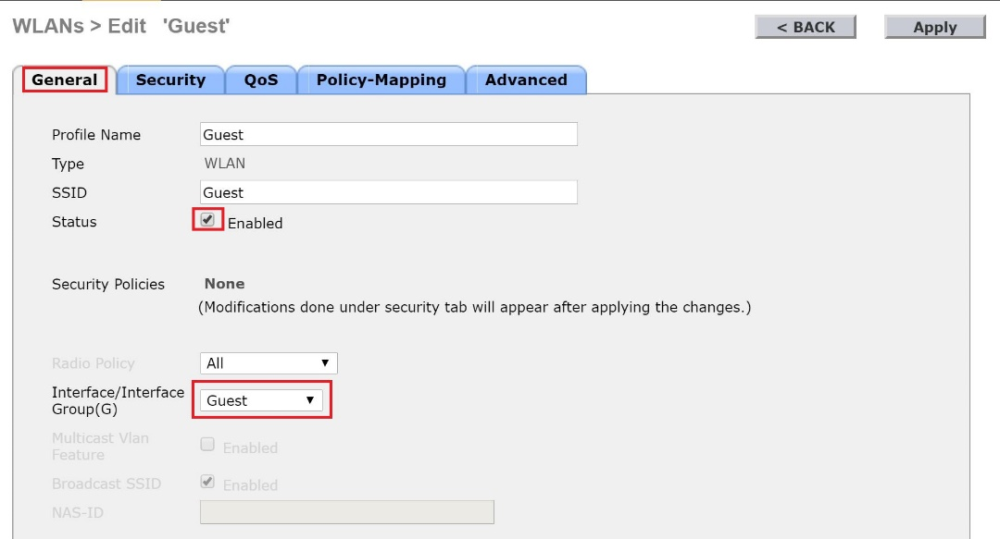 WLANs > Edit 'Guest'
< BACK
Apply
General
Security
QoS
Policy-Mapping
Advanced
Profile Name
Guest
Type
WLAN
SSID
Guest
Status
Enabled
Security Policies
None
(Modifications done under security tab will appear after applying the changes.)
Radio Policy
All
Interface/Interface
Group(G)
Guest
Multicast Vlan
Feature
Enabled
Broadcast SSID
Enabled
NAS-ID